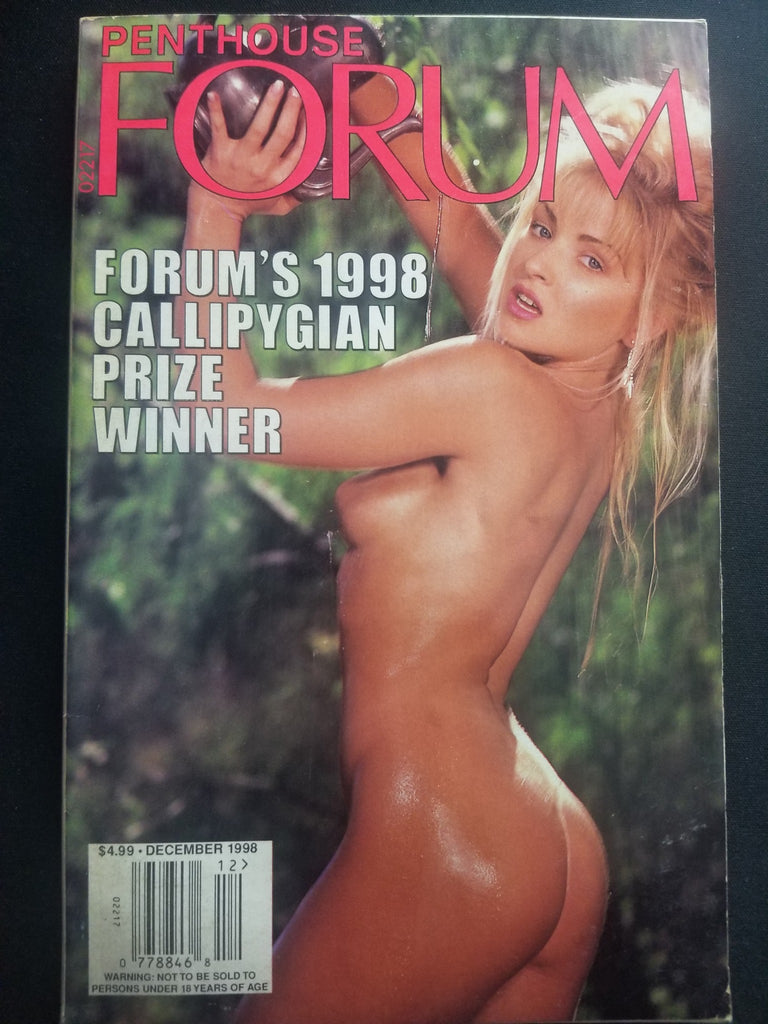 PENTHOUSE
FORUM
02217
FORUM'S 1998
CALLIPYGIAN
PRIZE
WINNER
$4.99 • DECEMBER 1998
12>
02217
0 778846 8
WARNING: NOT TO BE SOLD TO
PERSONS UNDER 18 YEARS OF AGE